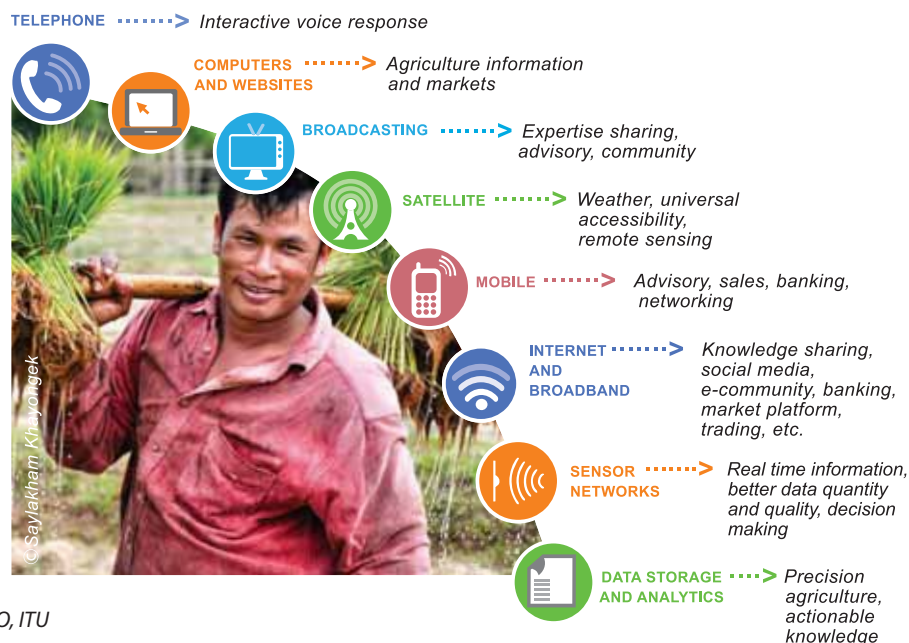 TELEPHONE Interactive voice response
COMPUTERS
AND WEBSITES
Agriculture information
and markets
BROADCASTING
Expertise sharing,
advisory, community
SATELLITE
Weather, universal
accessibility,
remote sensing
MOBILE
Advisory, sales, banking,
networking
INTERNET
AND
BROADBAND
Knowledge sharing,
social media,
e-community, banking,
market platform,
trading, etc.
SENSOR
NETWORKS
Real time information,
better data quantity
and quality, decision
making
DATA STORAGE
AND ANALYTICS
Precision
agriculture,
actionable
knowledge
©Saylakham Khayongek
O, ITU